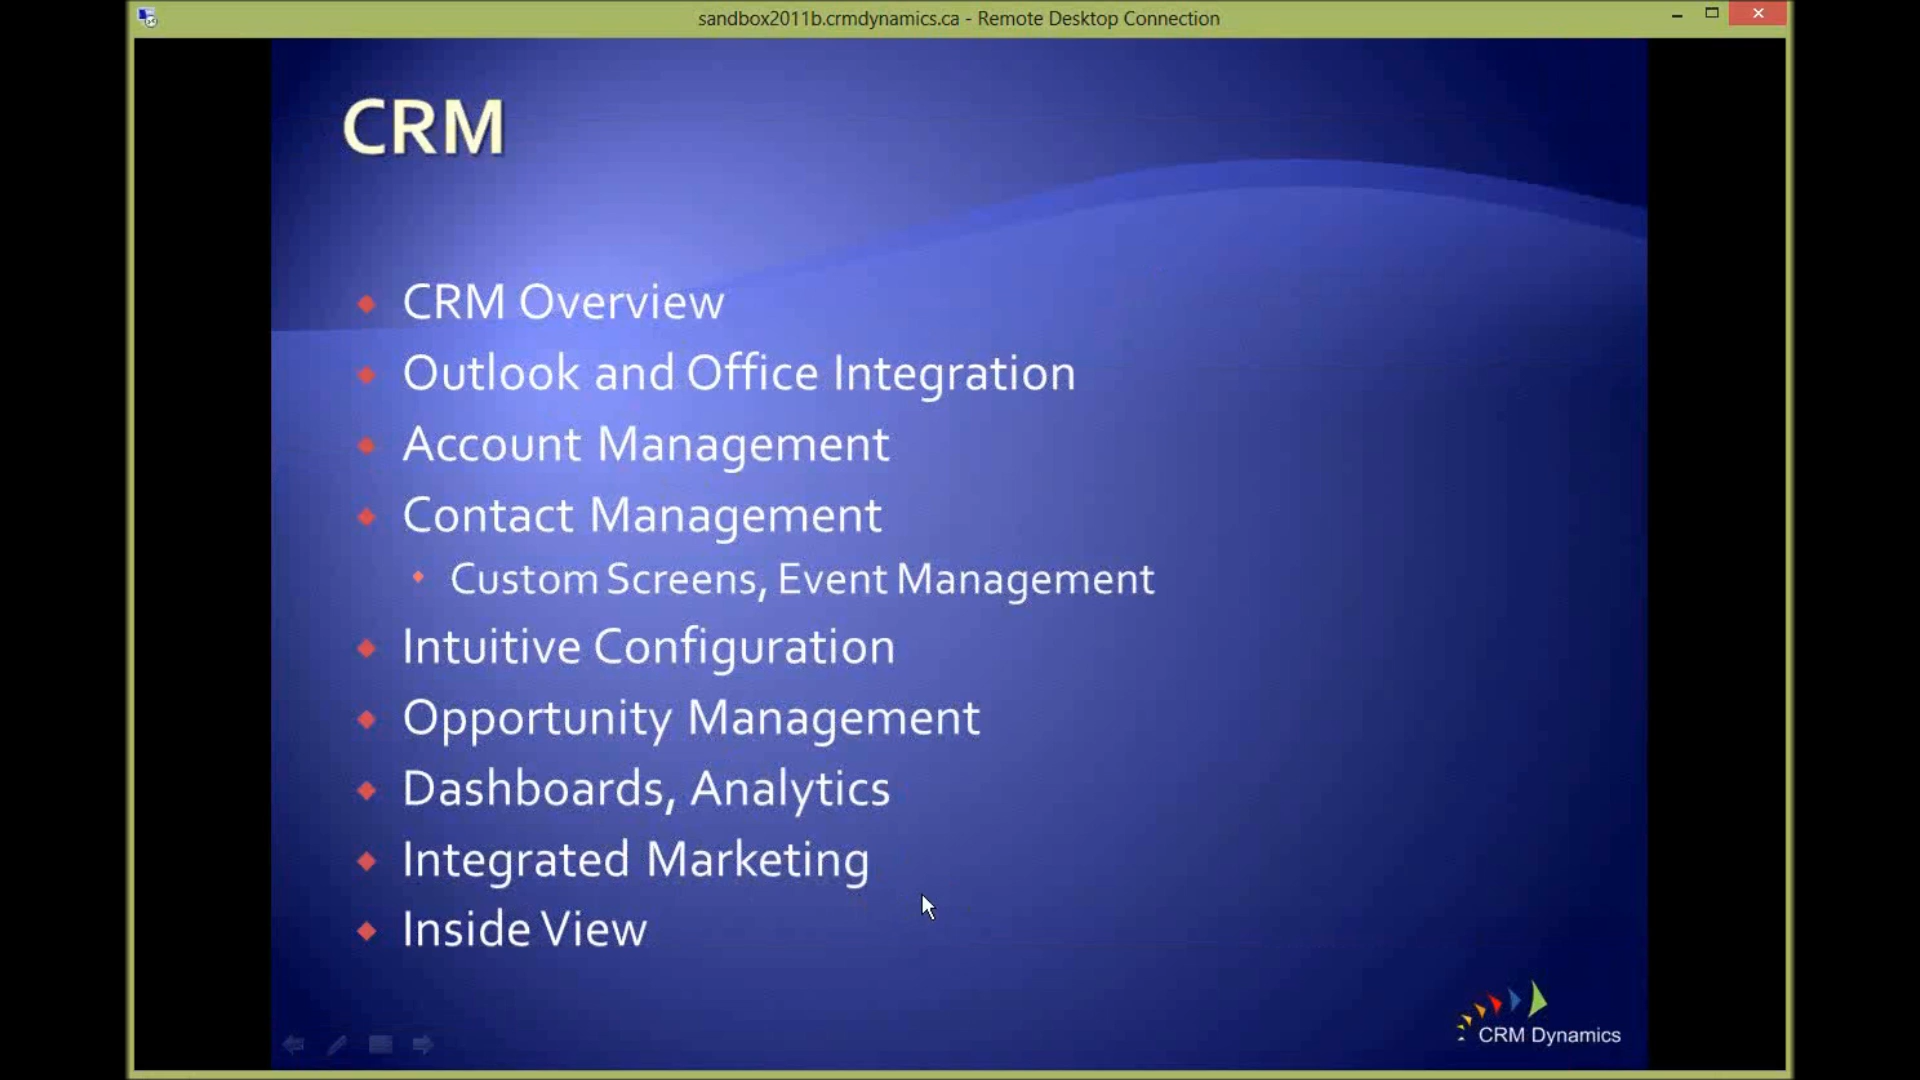 sandbox2011b.crmdynamics.ca - Remote Desktop Connection
CRM
CRM Overview
Outlook and Office Integration
Account Management
Contact Management
Custom Screens, Event Management
Intuitive Configuration
Opportunity Management
Dashboards, Analytics
Integrated Marketing
Inside View
CRM Dynamics